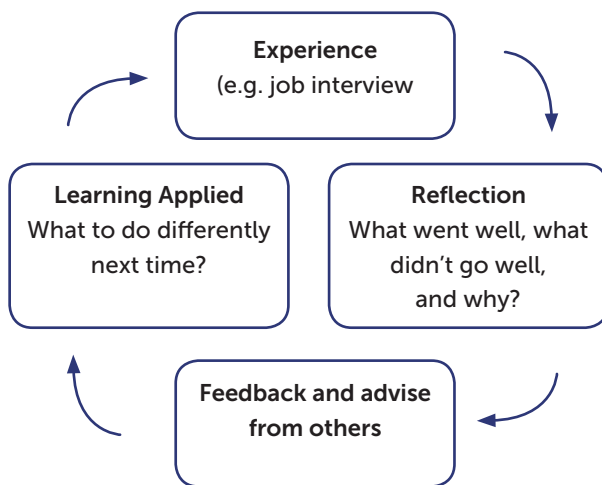 Experience
(e.g. job interview
Reflection
What went well, what
didn't go well,
and why?
Feedback and advise
from others
Learning Applied
What to do differently
next time?